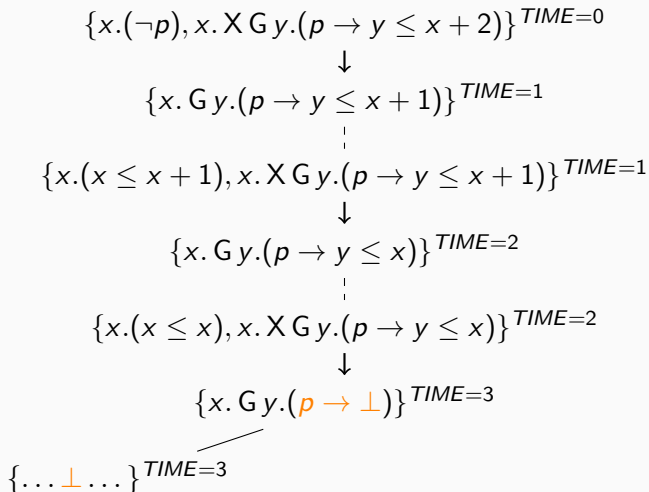 {x.(¬p), x. X G y.(p → y ≤ x + 2)}^{TIME=0}
{x. G y.(p → y ≤ x + 1)}^{TIME=1}
{x.(x ≤ x + 1), x. X G y.(p → y ≤ x + 1)}^{TIME=1}
{x. G y.(p → y ≤ x)}^{TIME=2}
{x.(x ≤ x), x. X G y.(p → y ≤ x)}^{TIME=2}
{x. G y.(p → ⊥)}^{TIME=3}
{... ⊥ ...}^{TIME=3}